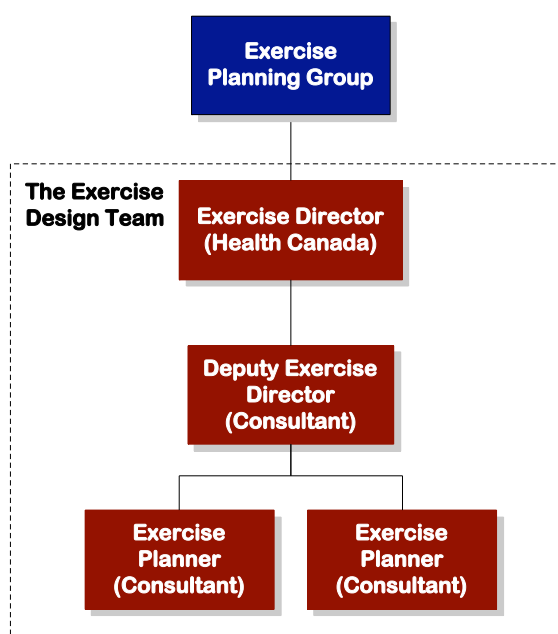 Exercise
Planning Group
The Exercise
Design Team
Exercise Director
(Health Canada)
Deputy Exercise
Director
(Consultant)
Exercise
Planner
(Consultant)
Exercise
Planner
(Consultant)